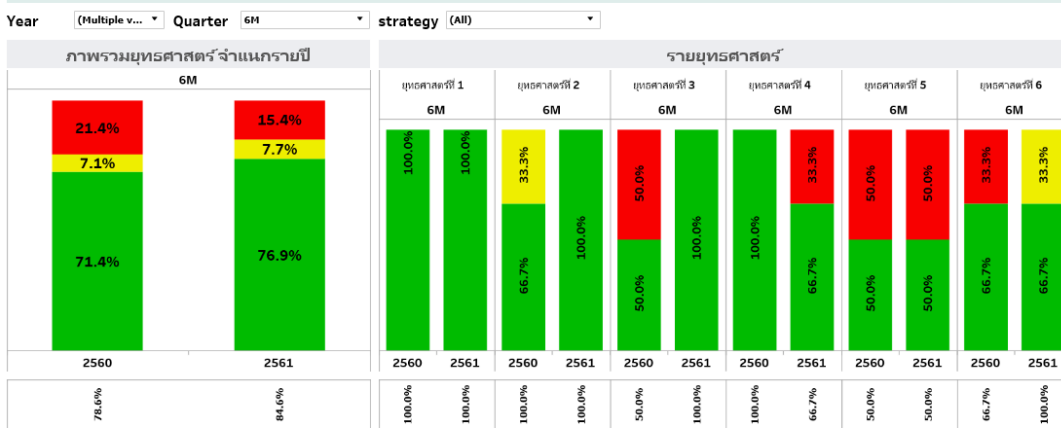 Year (Multiple v... Quarter 6M strategy (All)
ภาพรวมยุทธศาสตร์จำแนกรายปี
6M
21.4% 15.4%
7.1% 7.7%
71.4% 76.9%
2560 2561
78.6% 84.6%
รายยุทธศาสตร์
ยุทธศาสตร์ที่ 1 ยุทธศาสตร์ที่ 2 ยุทธศาสตร์ที่ 3 ยุทธศาสตร์ที่ 4 ยุทธศาสตร์ที่ 5 ยุทธศาสตร์ที่ 6
6M 6M 6M 6M 6M 6M
100.0% 100.0% 33.3% 50.0% 33.3% 50.0% 50.0% 33.3% 33.3%
66.7% 100.0% 50.0% 100.0% 100.0% 66.7% 50.0% 50.0% 66.7% 66.7%
2560 2561 2560 2561 2560 2561 2560 2561 2560 2561 2560 2561
100.0% 100.0% 100.0% 100.0% 50.0% 100.0% 100.0% 66.7% 50.0% 50.0% 66.7% 100.0%